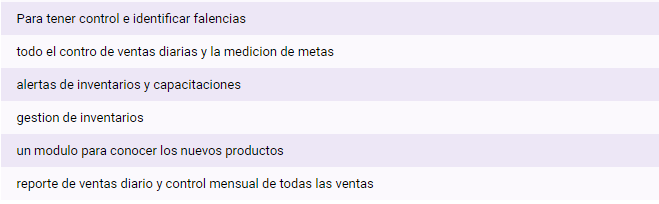 Para tener control e identificar falencias
todo el contro de ventas diarias y la medicion de metas
alertas de inventarios y capacitaciones
gestion de inventarios
un modulo para conocer los nuevos productos
reporte de ventas diario y control mensual de todas las ventas